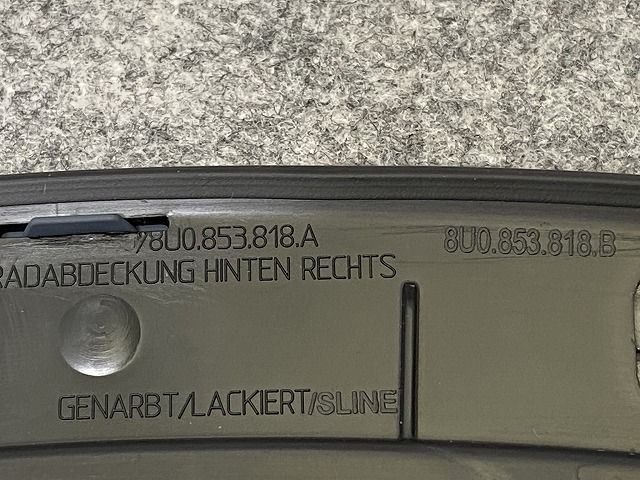 /8U0.853.818.A 8U0.853.818.B
RADABDECKUNG HINTEN RECHTS
GENARBT/LACKIERT/SLINE